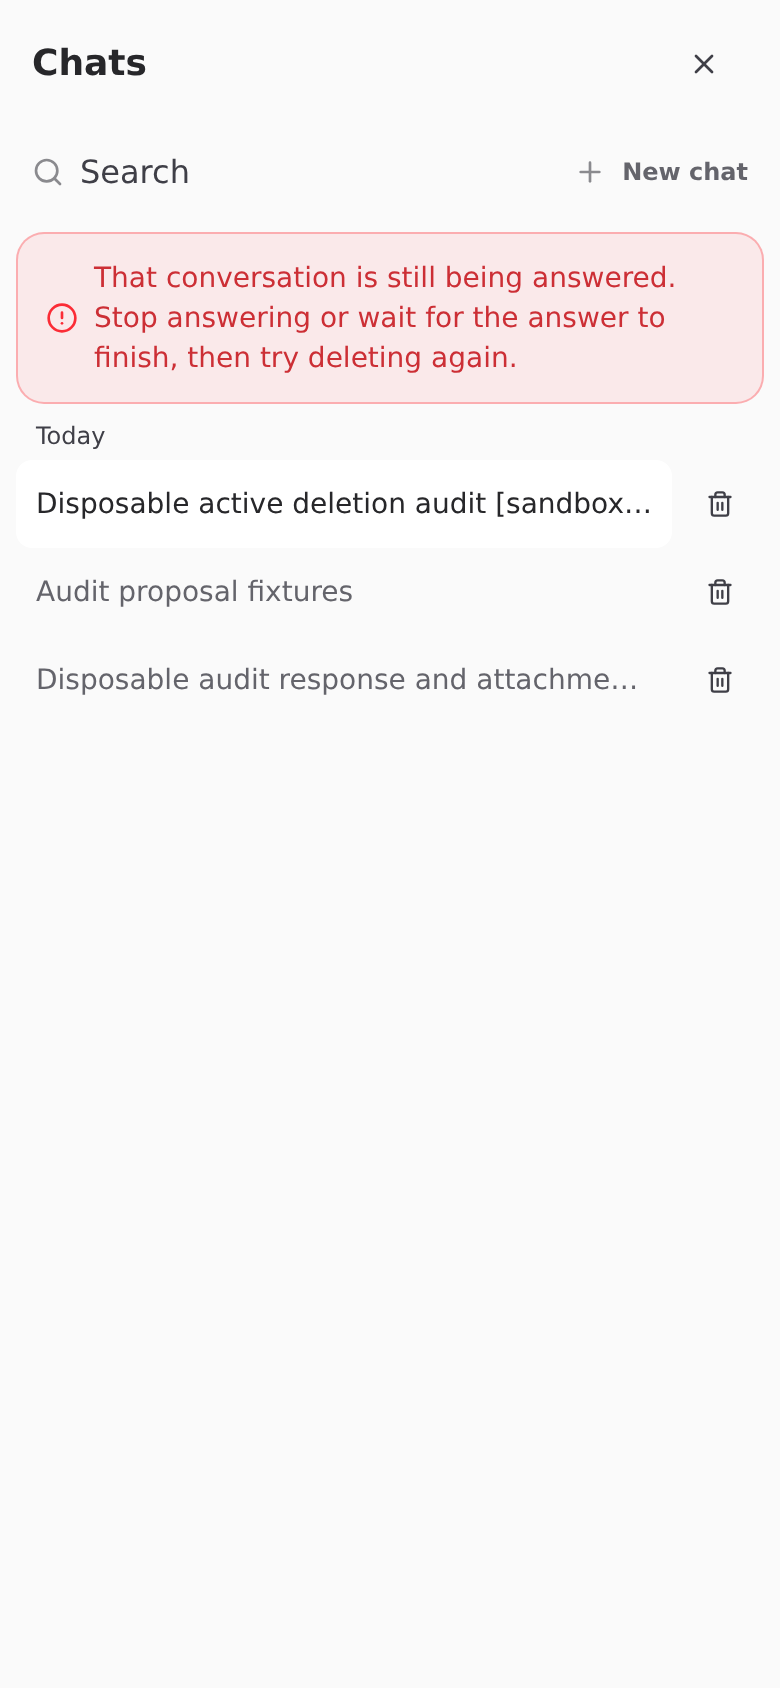 Chats
Search
New chat
That conversation is still being answered.
Stop answering or wait for the answer to
finish, then try deleting again.
Today
Disposable active deletion audit [sandbox…
Audit proposal fixtures
Disposable audit response and attachme…